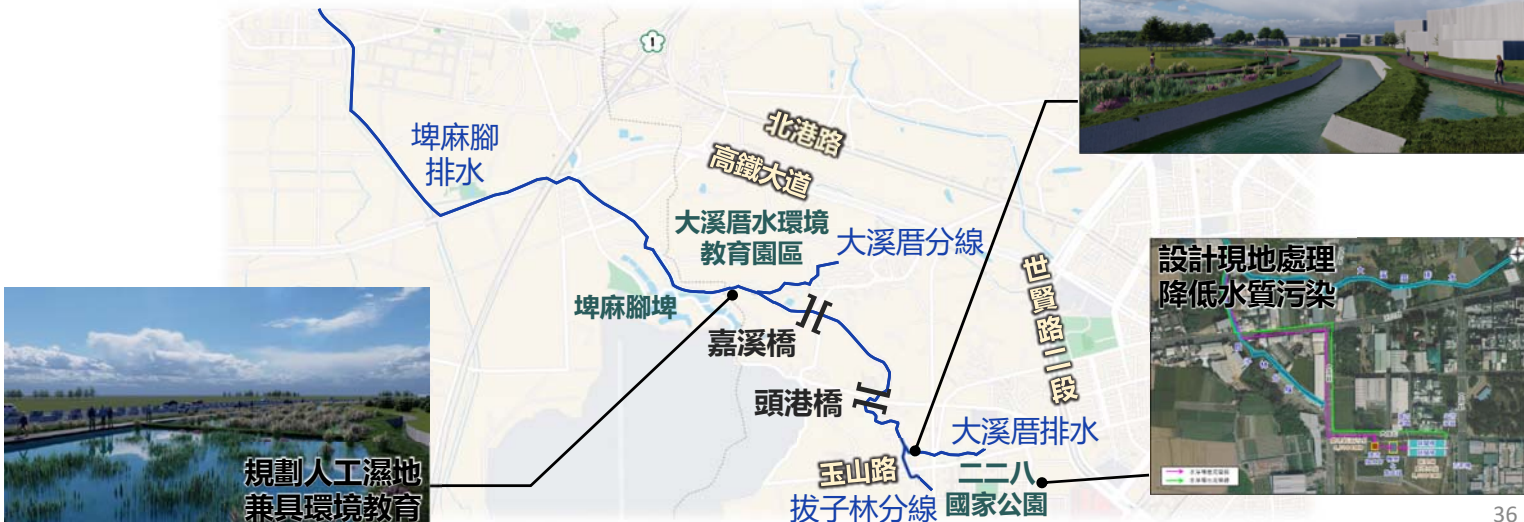 1
北港路
高鐵大道
埤麻腳
排水
大溪厝水環境
教育園區
大溪厝分線
世賢路二段
埤麻腳埤
嘉溪橋
頭港橋
大溪厝排水
玉山路
二二八
國家公園
拔子林分線
規劃人工濕地
兼具環境教育
設計現地處理
降低水質污染
36